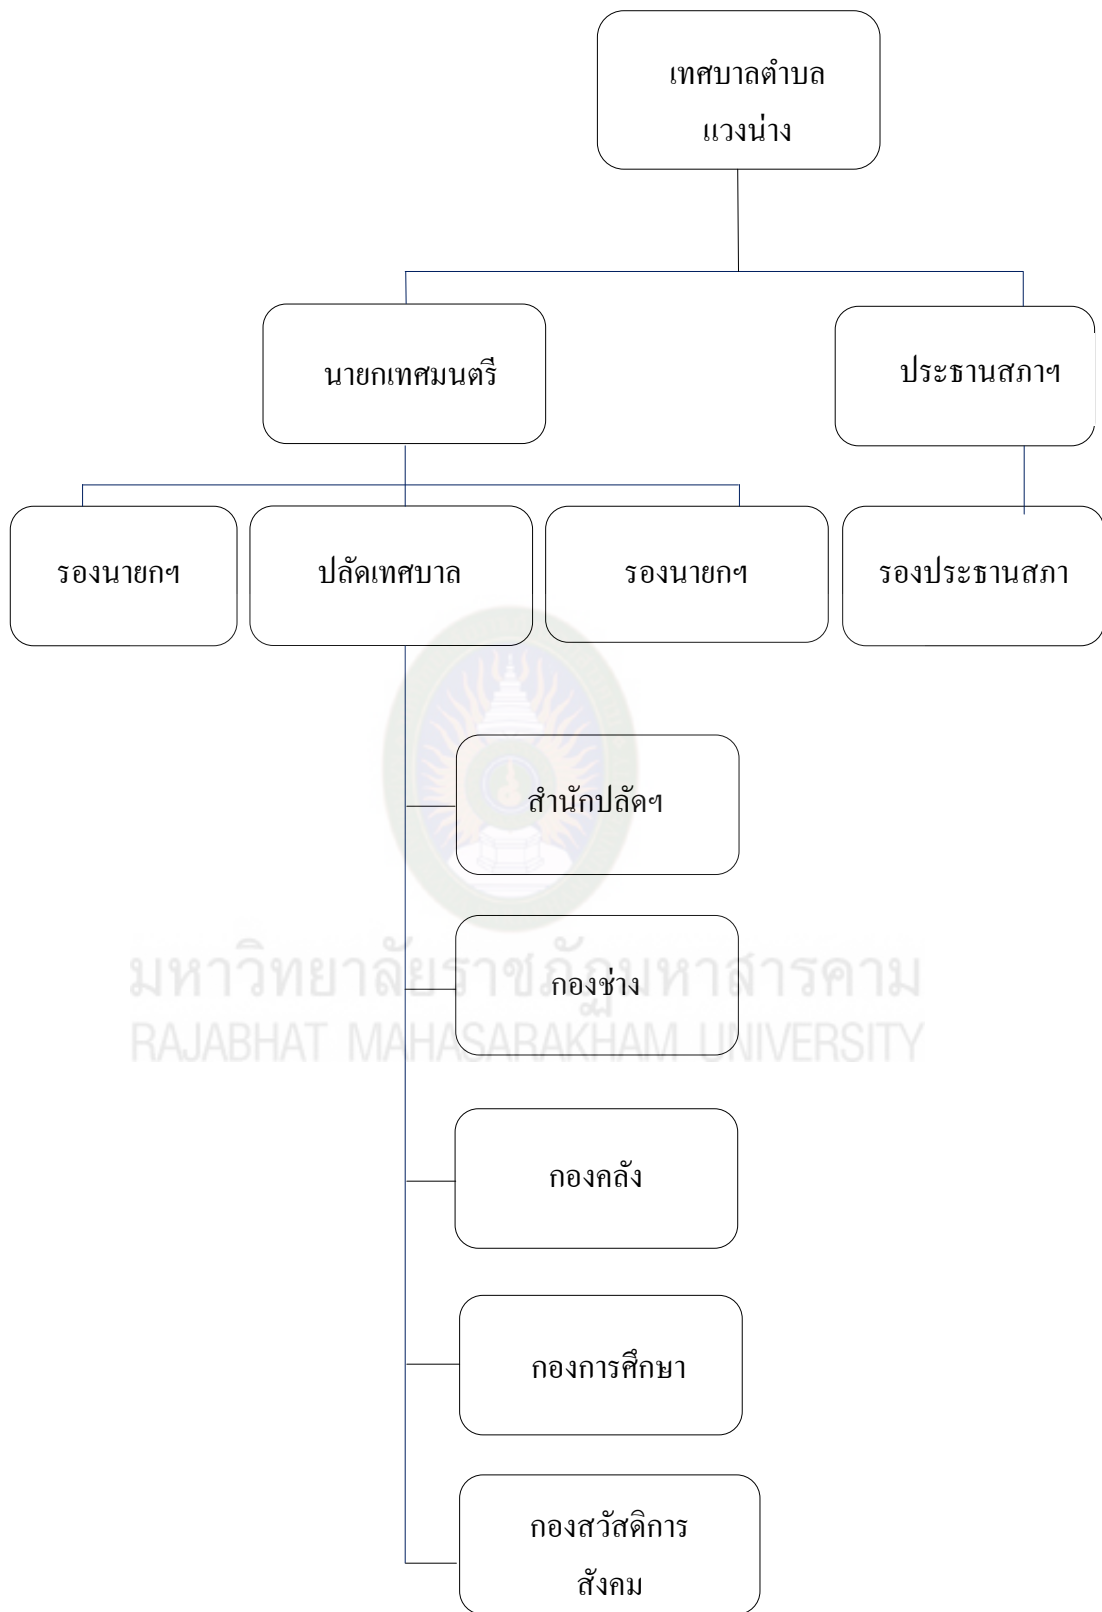 เทศบาลตำบล
แวงน่าง
นายกเทศมนตรี
ประธานสภาฯ
รองนายกฯ
ปลัดเทศบาล
รองนายกฯ
รองประธานสภา
สำนักปลัดฯ
มหาวิทยาลัยราชภัฏมหาสารคาม
RAJABHAT MAHASARAKHAM UNIVERSITY
กองช่าง
กองคลัง
กองการศึกษา
กองสวัสดิการ
สังคม